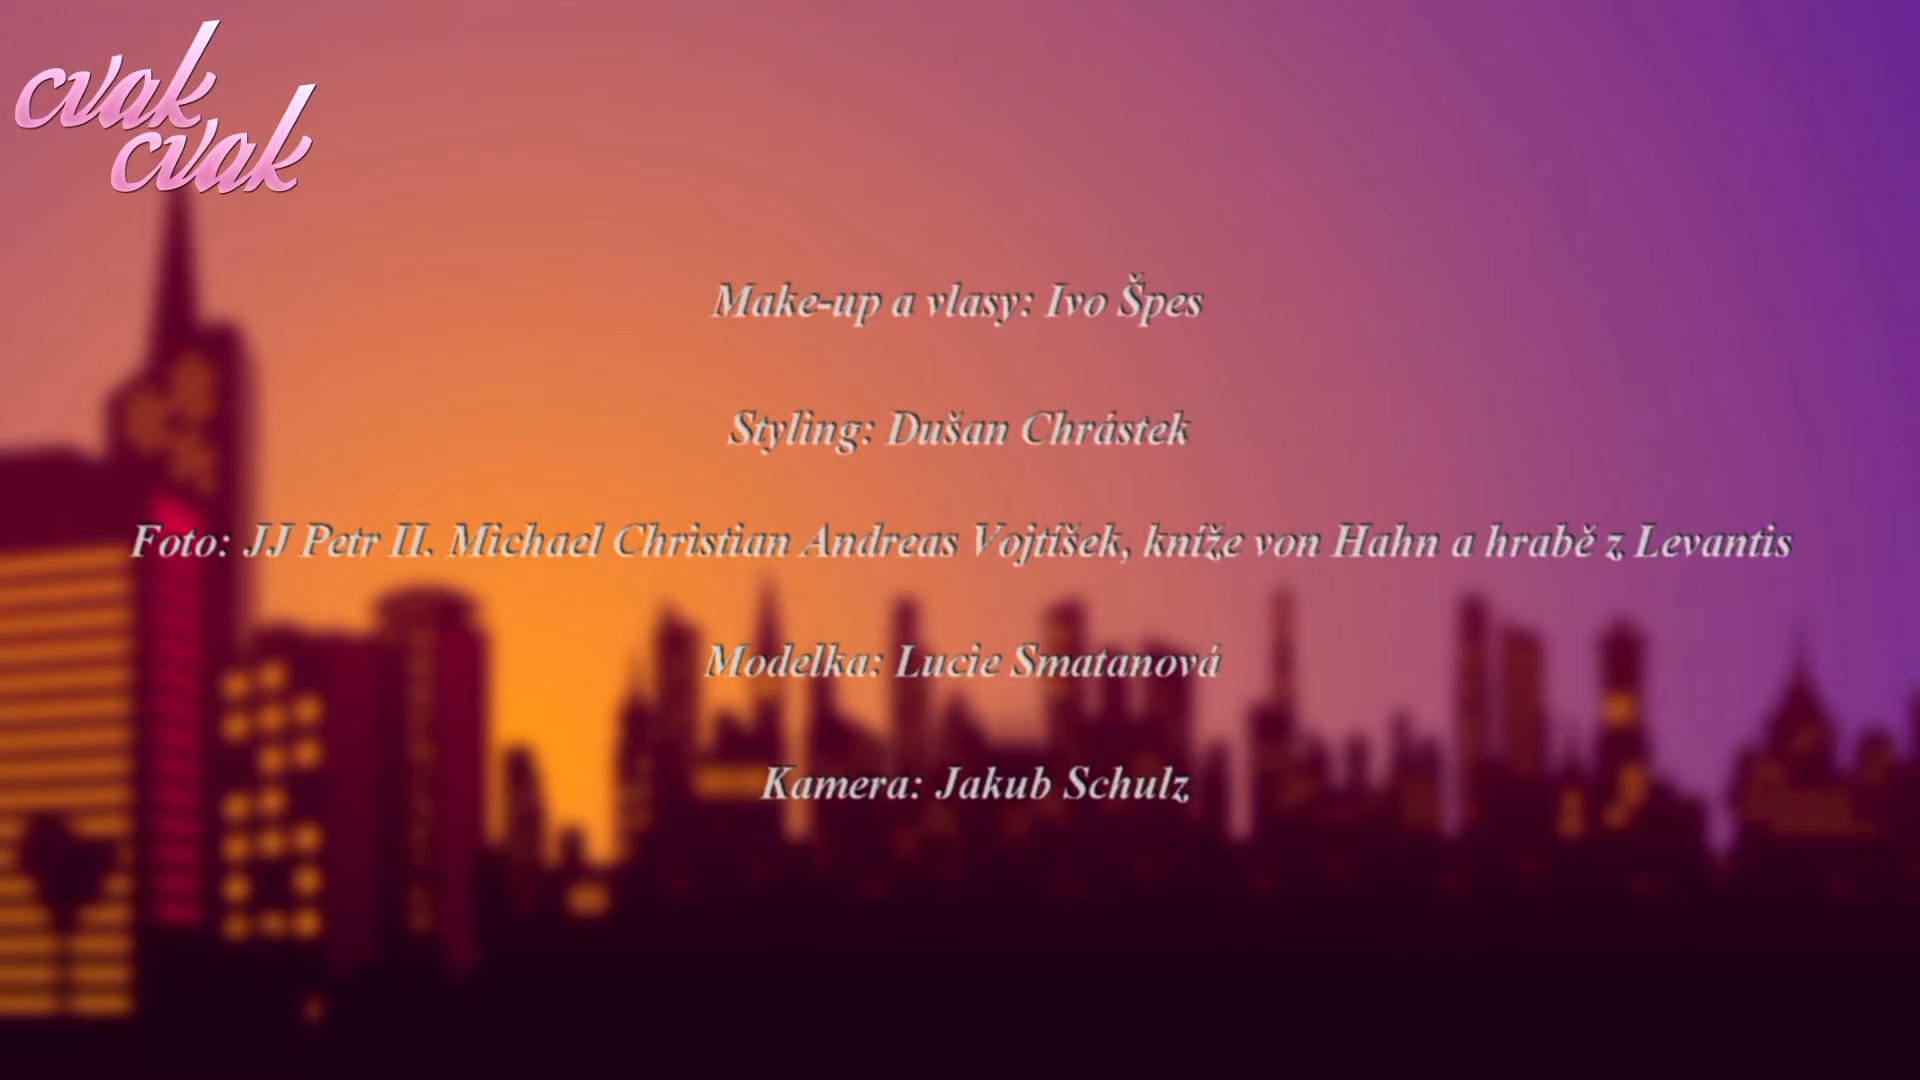 cvak
cvak
Make-up a vlasy: Ivo Špes
Styling: Dušan Chrástek
Foto: JJ Petr II. Michael Christian Andreas Vojtíšek, kníže von Hahn a hrabě z Levantis
Modelka: Lucie Smatanová
Kamera: Jakub Schulz